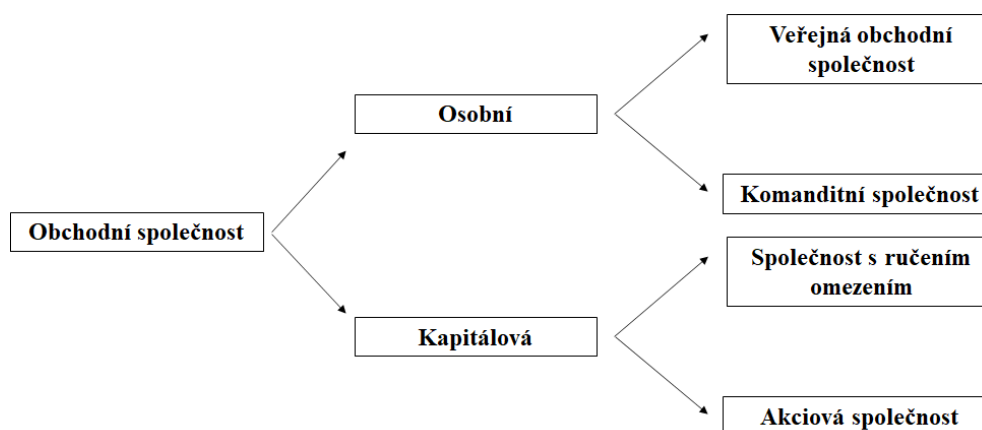 Veřejná obchodní
společnost
Osobní
Komanditní společnost
Obchodní společnost
Společnost s ručením
omezením
Kapitálová
Akciová společnost